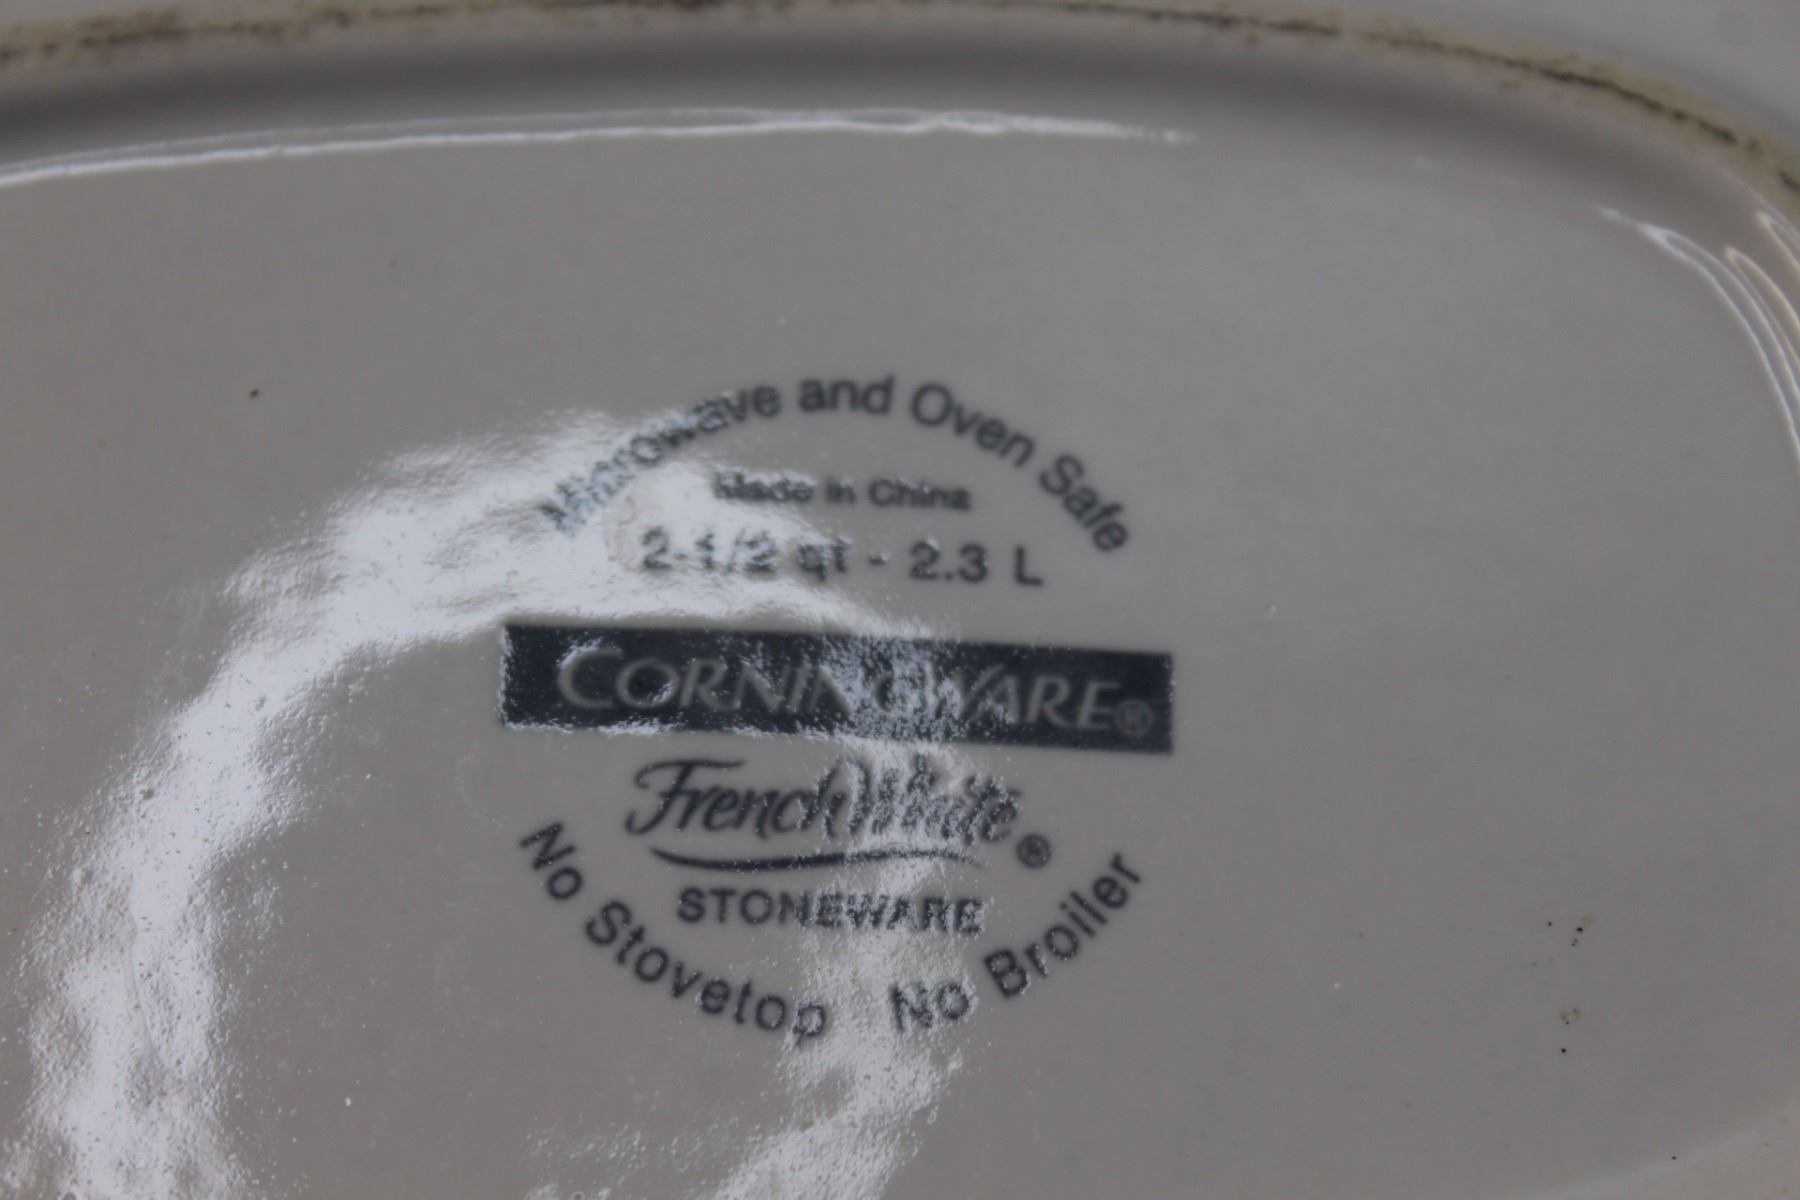 Microwave and Oven Safe
Made in China
2-1/2 qt - 2.3 L
CORNINGWARE®
French White®
STONEWARE
No Stovetop No Broiler